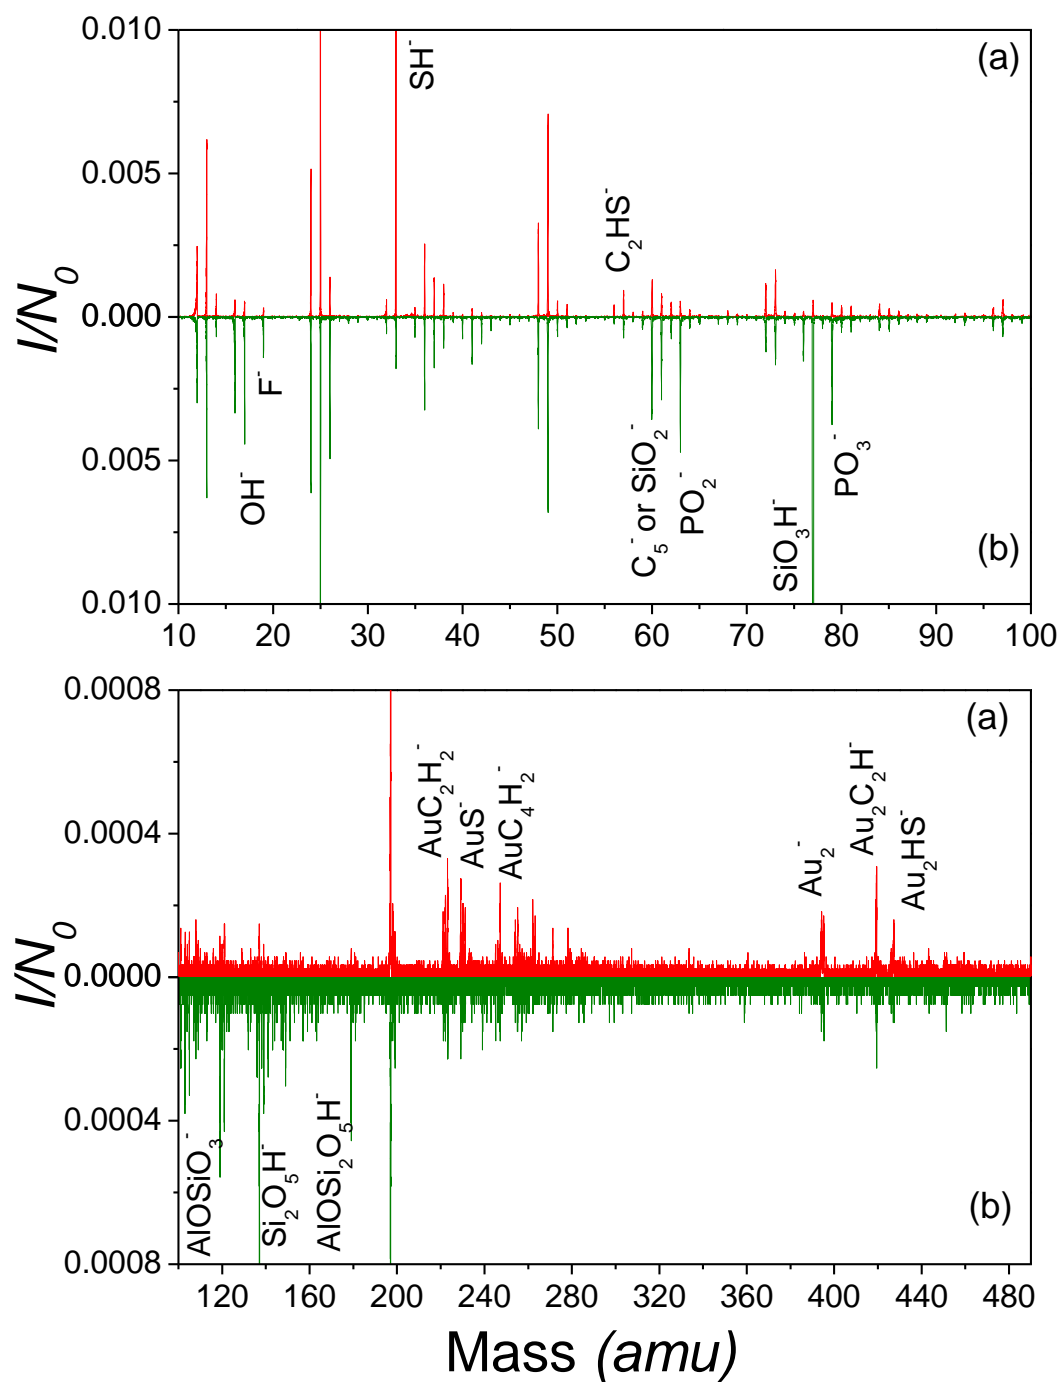 0.010
(a)
SH⁻
0.005
C₂HS⁻
I/N₀
0.000
F⁻
OH⁻
0.005
C₅⁻ or SiO₂⁻
PO₂⁻
SiO₃H⁻
PO₃⁻
(b)
0.010
10 20 30 40 50 60 70 80 90 100
0.0008
(a)
AuC₂H₂⁻
AuS⁻
AuC₄H₂⁻
Au₂⁻
Au₂C₂H⁻
Au₂HS⁻
0.0004
I/N₀
0.0000
0.0004
AlOSiO₃⁻
Si₂O₅H⁻
AlOSi₂O₅H⁻
(b)
0.0008
120 160 200 240 280 320 360 400 440 480
Mass (amu)